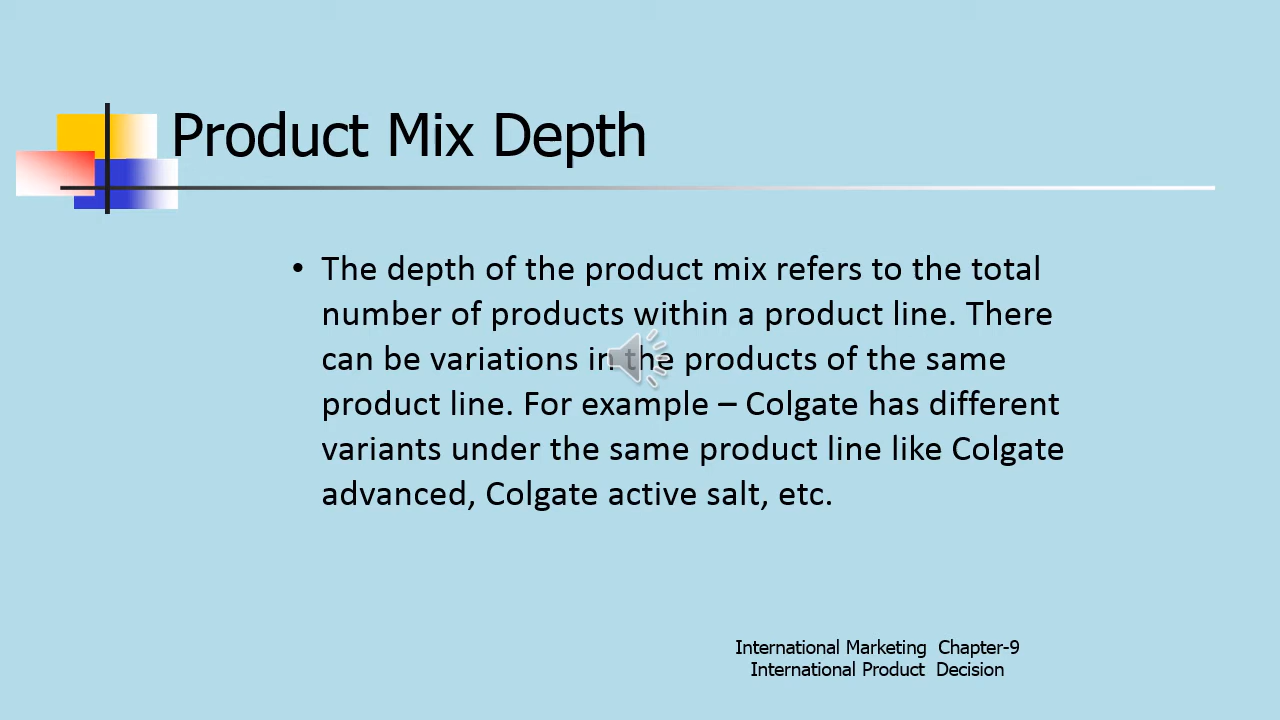 Product Mix Depth
• The depth of the product mix refers to the total
number of products within a product line. There
can be variations in the products of the same
product line. For example – Colgate has different
variants under the same product line like Colgate
advanced, Colgate active salt, etc.
International Marketing Chapter-9
International Product Decision